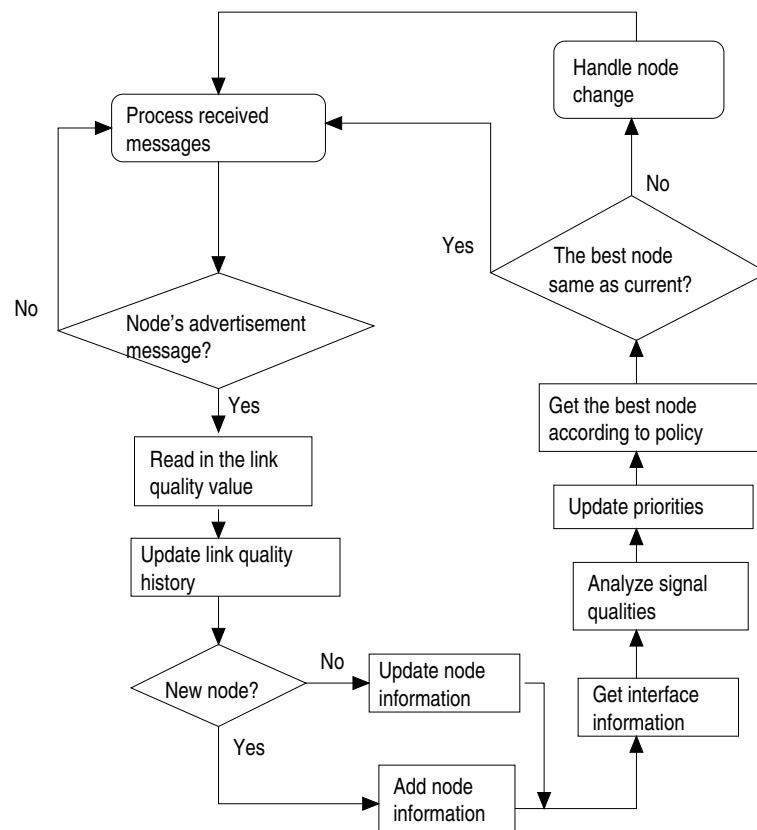 Process received
messages
Node's advertisement
message?
No
Yes
Read in the link
quality value
Update link quality
history
New node?
No
Update node
information
Yes
Add node
information
Get interface
information
Analyze signal
qualities
Update priorities
Get the best node
according to policy
The best node
same as current?
Yes
No
Handle node
change